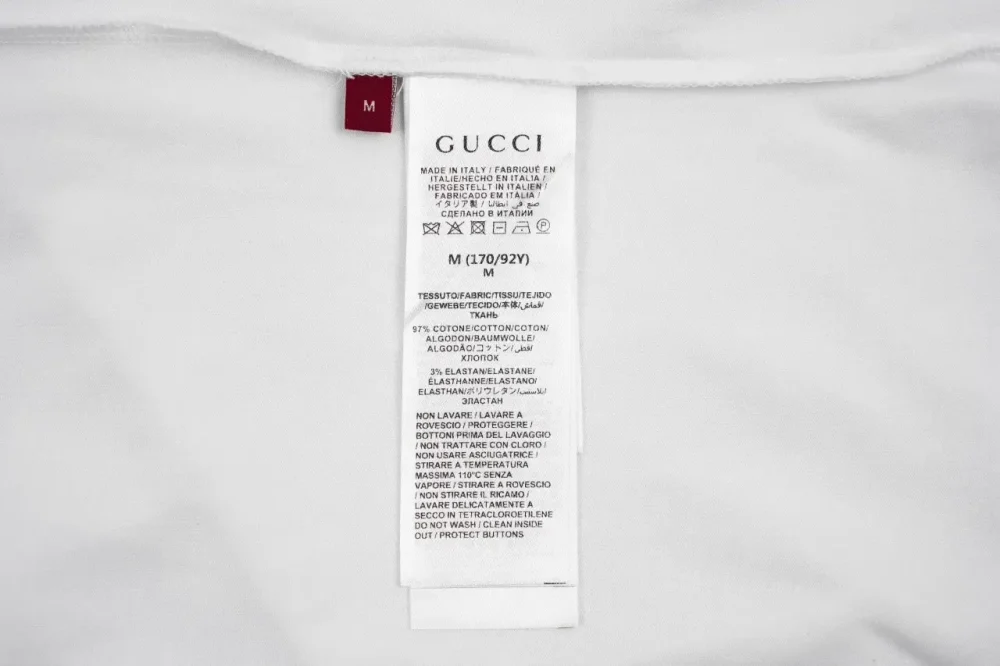 M
GUCCI
MADE IN ITALY / FABRIQUÉ EN
ITALIE/HECHO EN ITALIA /
HERGESTELLT IN ITALIEN /
FABRICADO EM ITÁLIA /
イタリア製 / صنع في ايطاليا
СДЕЛАНО В ИТАЛИИ
M (170/92Y)
M
TESSUTO/FABRIC/TISSU/TEJIDO
/GEWEBE/TECIDO/本体/قماش/
ТКАНЬ
97% COTONE/COTTON/COTON/
ALGODON/BAUMWOLLE/
ALGODÃO/コットン/قطن/
ХЛОПОК
3% ELASTAN/ELASTANE/
ÉLASTHANNE/ELASTANO/
ELASTHAN/ポリウレタン/
ЭЛАСТАН
NON LAVARE / LAVARE A
ROVESCIO / PROTEGGERE I
BOTTONI PRIMA DEL LAVAGGIO
/ NON TRATTARE CON CLORO /
NON USARE ASCIUGATRICE /
STIRARE A TEMPERATURA
MASSIMA 110°C SENZA
VAPORE / STIRARE A ROVESCIO
/ NON STIRARE IL RICAMO /
LAVARE DELICATAMENTE A
SECCO IN TETRACLOROETILENE
DO NOT WASH / CLEAN INSIDE
OUT / PROTECT BUTTONS